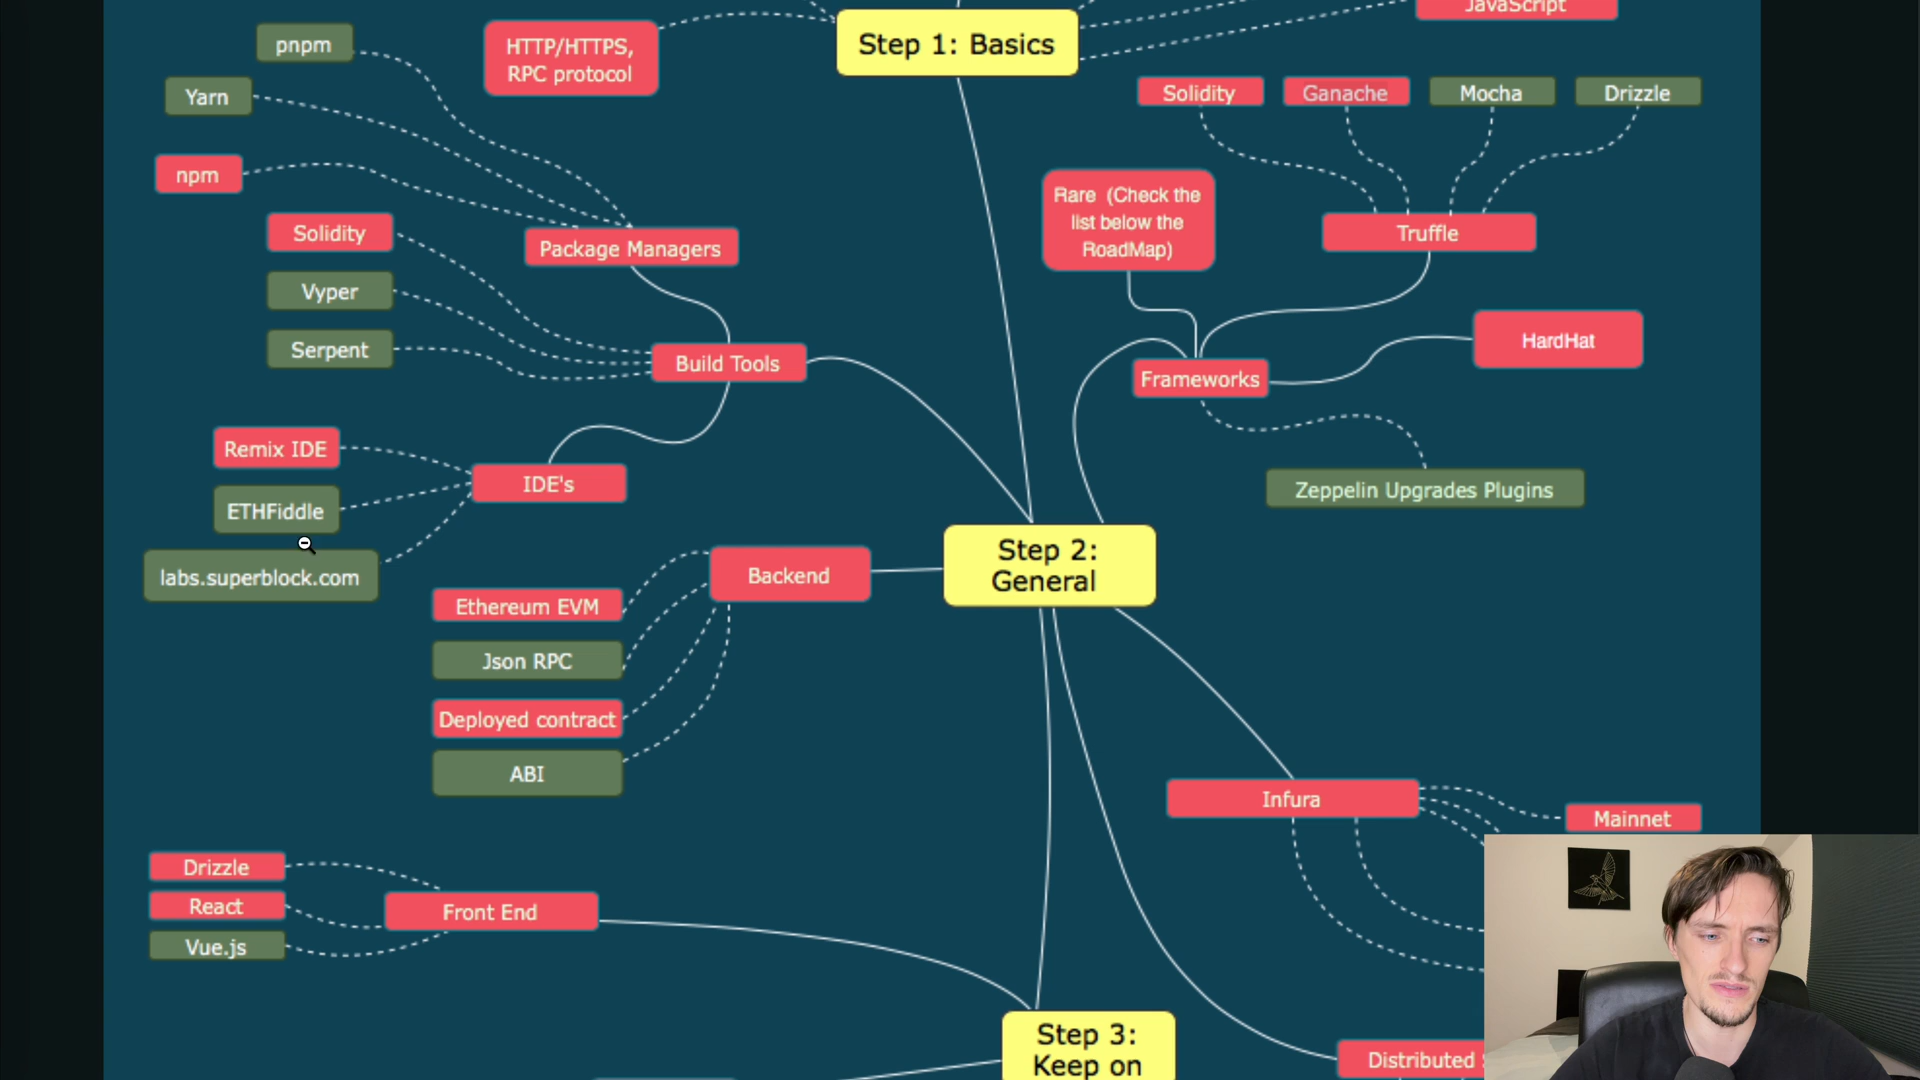 JavaScript
Step 1: Basics
pnpm
HTTP/HTTPS,
RPC protocol
Yarn
npm
Solidity
Ganache
Mocha
Drizzle
Rare (Check the
list below the
RoadMap)
Truffle
Package Managers
Solidity
Vyper
Serpent
Build Tools
HardHat
Frameworks
Remix IDE
ETHFiddle
labs.superblock.com
IDE's
Zeppelin Upgrades Plugins
Step 2:
General
Backend
Ethereum EVM
Json RPC
Deployed contract
ABI
Infura
Mainnet
Drizzle
React
Vue.js
Front End
Step 3:
Keep on
Distributed